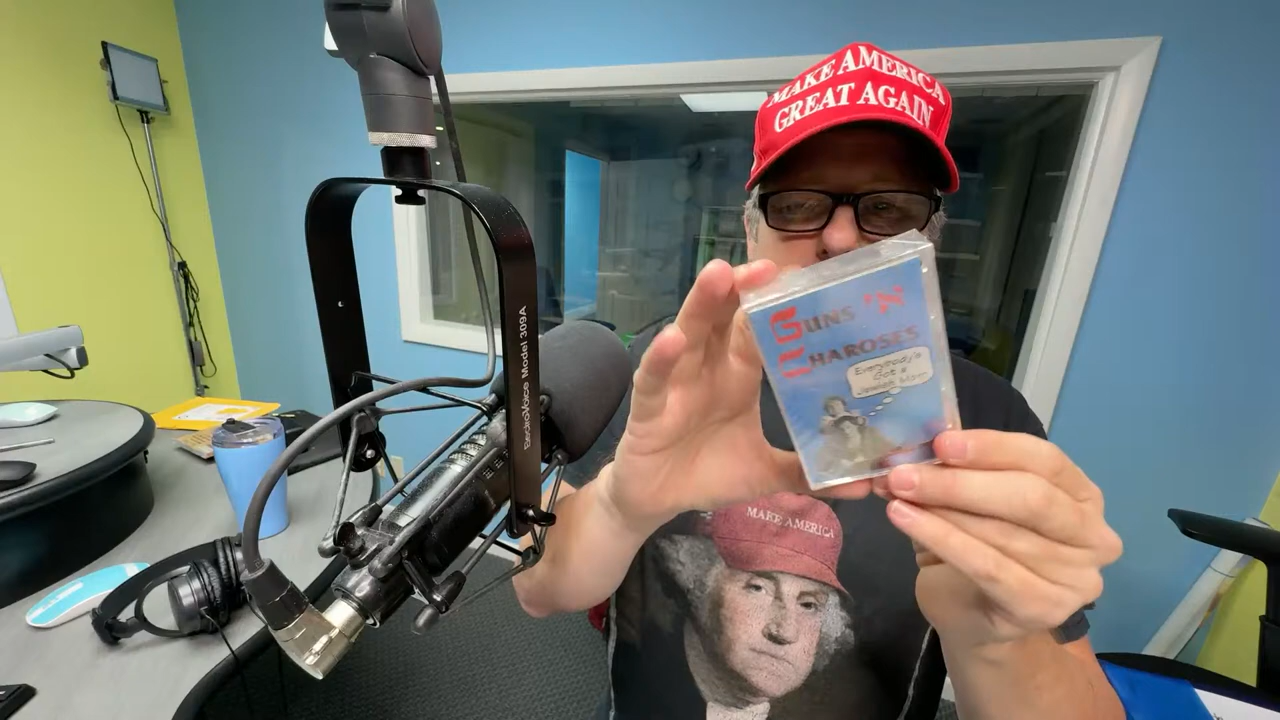 MAKE AMERICA
GREAT AGAIN
GUNS 'N
CHAROSES
Everybody's
Got a
Jewish Mom
ElectroVoice Model 309A
MAKE AMERICA